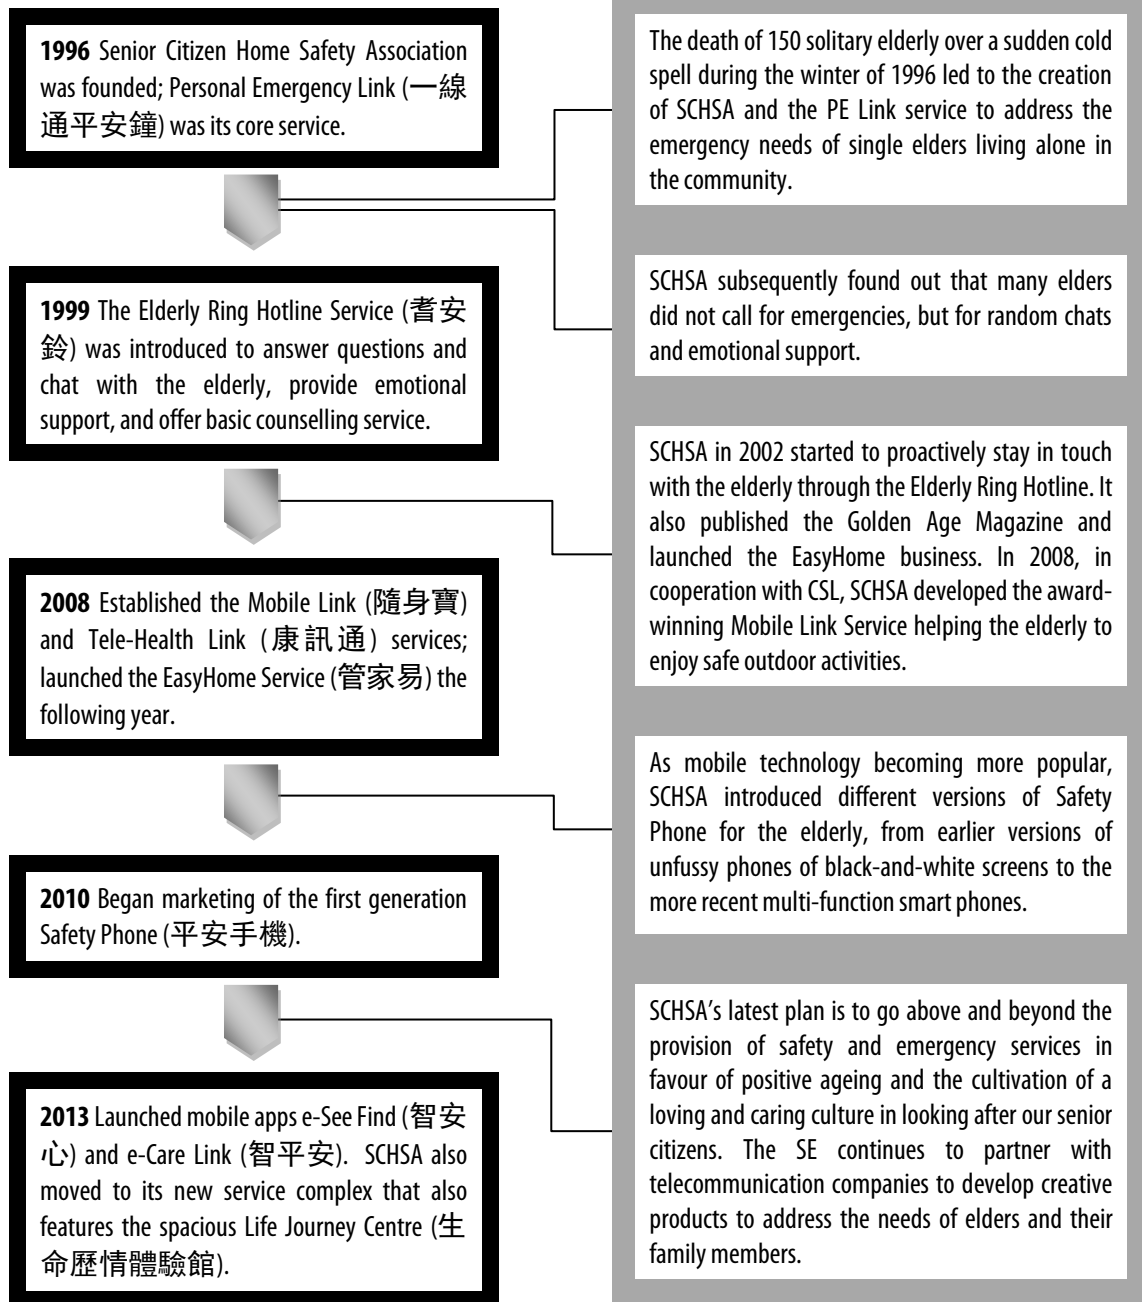 1996 Senior Citizen Home Safety Association
was founded; Personal Emergency Link (一線
通平安鐘) was its core service.
The death of 150 solitary elderly over a sudden cold
spell during the winter of 1996 led to the creation
of SCHSA and the PE Link service to address the
emergency needs of single elders living alone in
the community.
SCHSA subsequently found out that many elders
did not call for emergencies, but for random chats
and emotional support.
1999 The Elderly Ring Hotline Service (耆安
鈴) was introduced to answer questions and
chat with the elderly, provide emotional
support, and offer basic counselling service.
SCHSA in 2002 started to proactively stay in touch
with the elderly through the Elderly Ring Hotline. It
also published the Golden Age Magazine and
launched the EasyHome business. In 2008, in
cooperation with CSL, SCHSA developed the award-
winning Mobile Link Service helping the elderly to
enjoy safe outdoor activities.
2008 Established the Mobile Link (隨身寶)
and Tele-Health Link (康訊通) services;
launched the EasyHome Service (管家易) the
following year.
As mobile technology becoming more popular,
SCHSA introduced different versions of Safety
Phone for the elderly, from earlier versions of
unfussy phones of black-and-white screens to the
more recent multi-function smart phones.
2010 Began marketing of the first generation
Safety Phone (平安手機).
SCHSA's latest plan is to go above and beyond the
provision of safety and emergency services in
favour of positive ageing and the cultivation of a
loving and caring culture in looking after our senior
citizens. The SE continues to partner with
telecommunication companies to develop creative
products to address the needs of elders and their
family members.
2013 Launched mobile apps e-See Find (智安
心) and e-Care Link (智平安). SCHSA also
moved to its new service complex that also
features the spacious Life Journey Centre (生
命歷情體驗館).